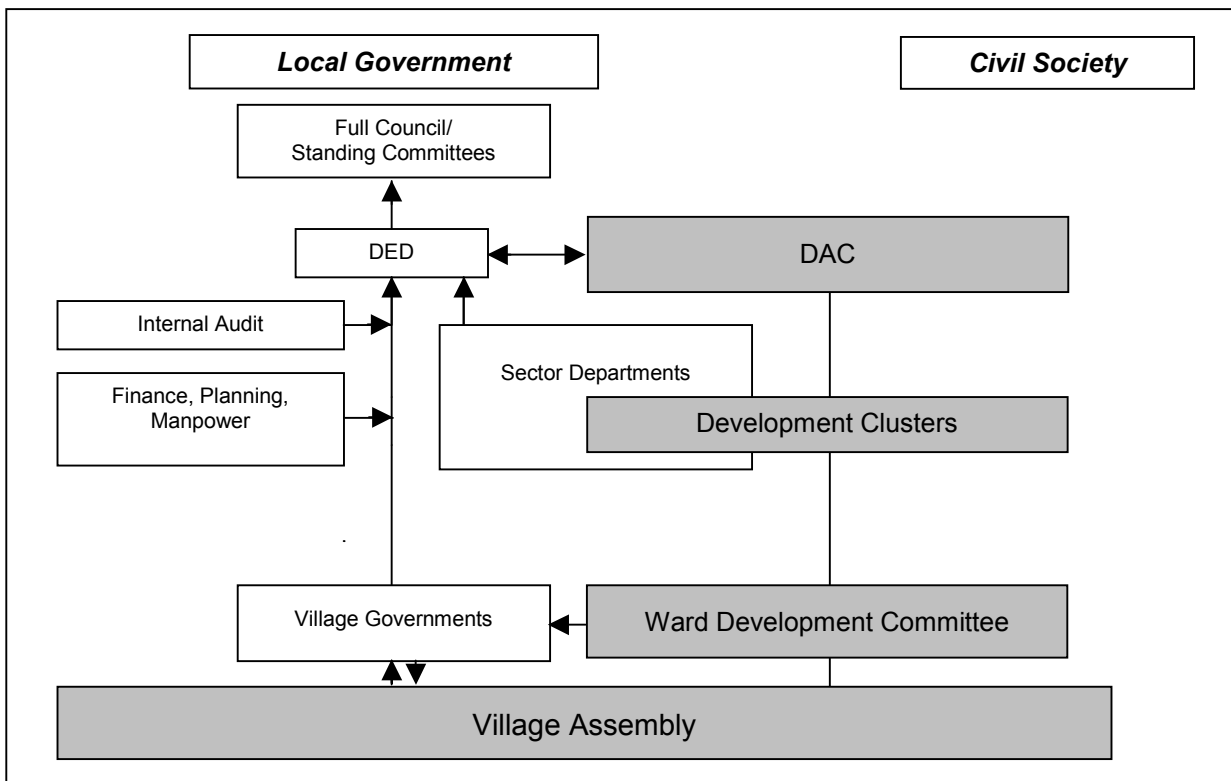 Local Government
Civil Society
Full Council/
Standing Committees
DED
DAC
Internal Audit
Sector Departments
Finance, Planning,
Manpower
Development Clusters
.
Village Governments
Ward Development Committee
Village Assembly